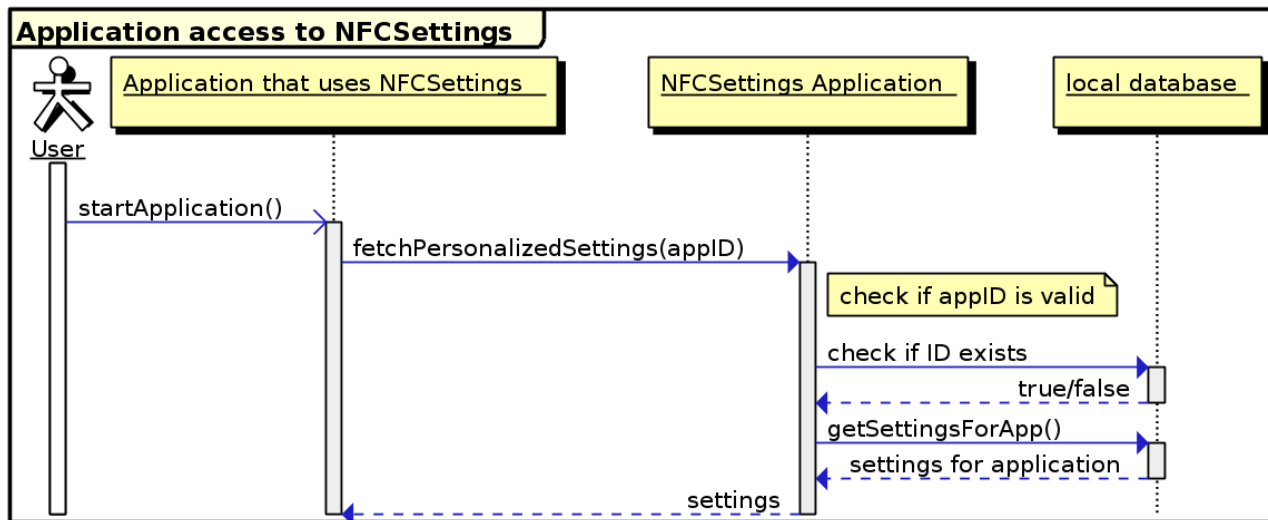 Application access to NFCSettings
Application that uses NFCSettings
NFCSettings Application
local database
User
startApplication()
fetchPersonalizedSettings(appID)
check if appID is valid
check if ID exists
true/false
getSettingsForApp()
settings for application
settings